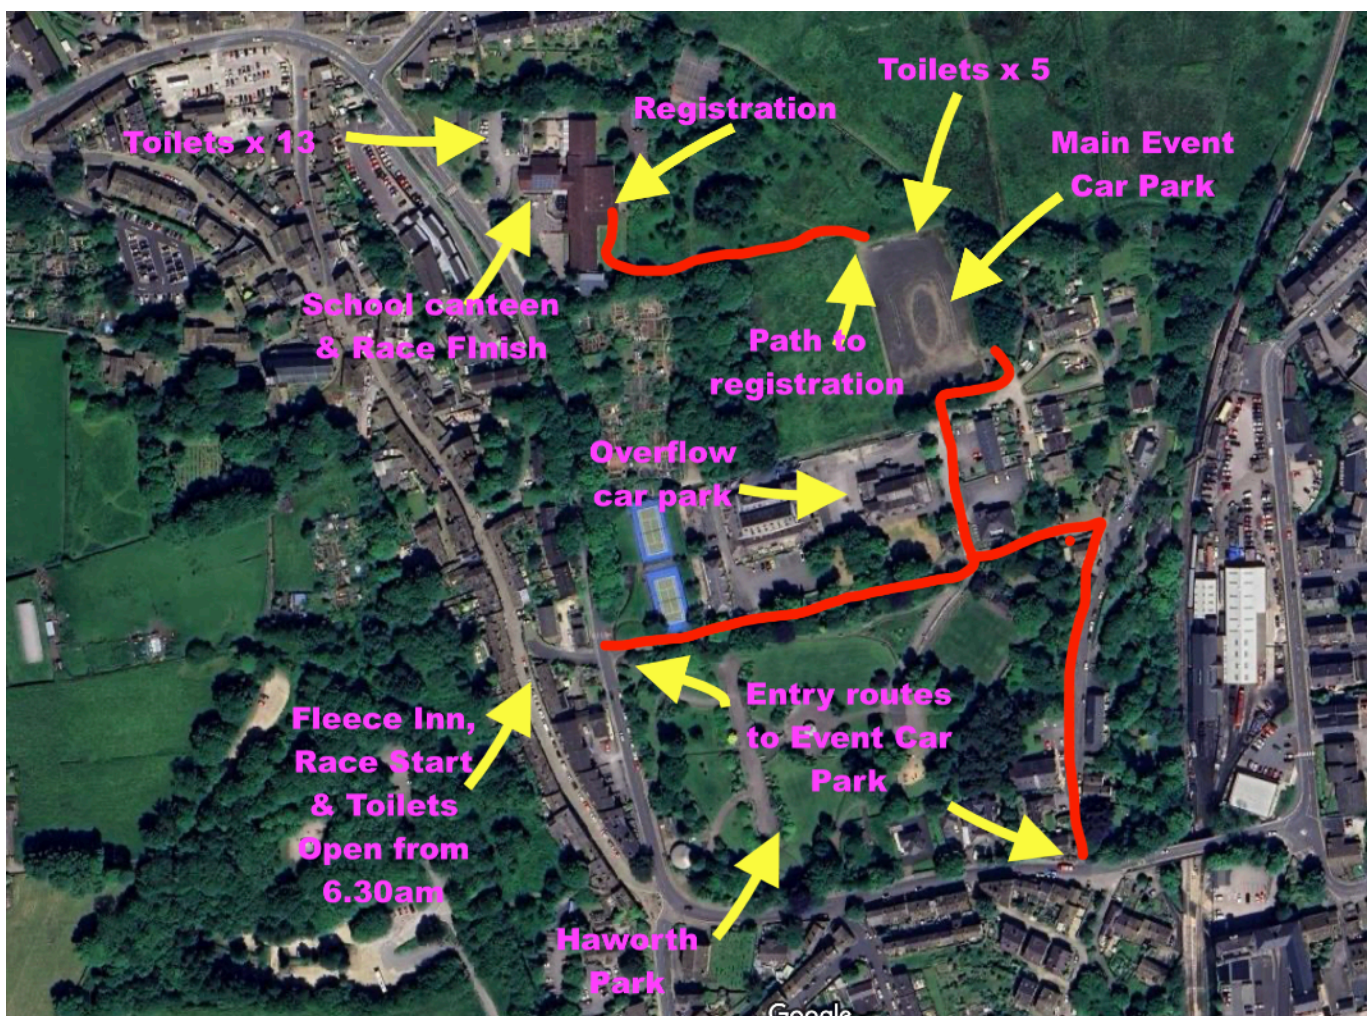 Toilets x 5
Registration
Toilets x 13
Main Event
Car Park
School canteen
& Race FInish
Path to
registration
Overflow
car park
Entry routes
to Event Car
Park
Fleece Inn,
Race Start
& Toilets
Open from
6.30am
Haworth
Park
Google